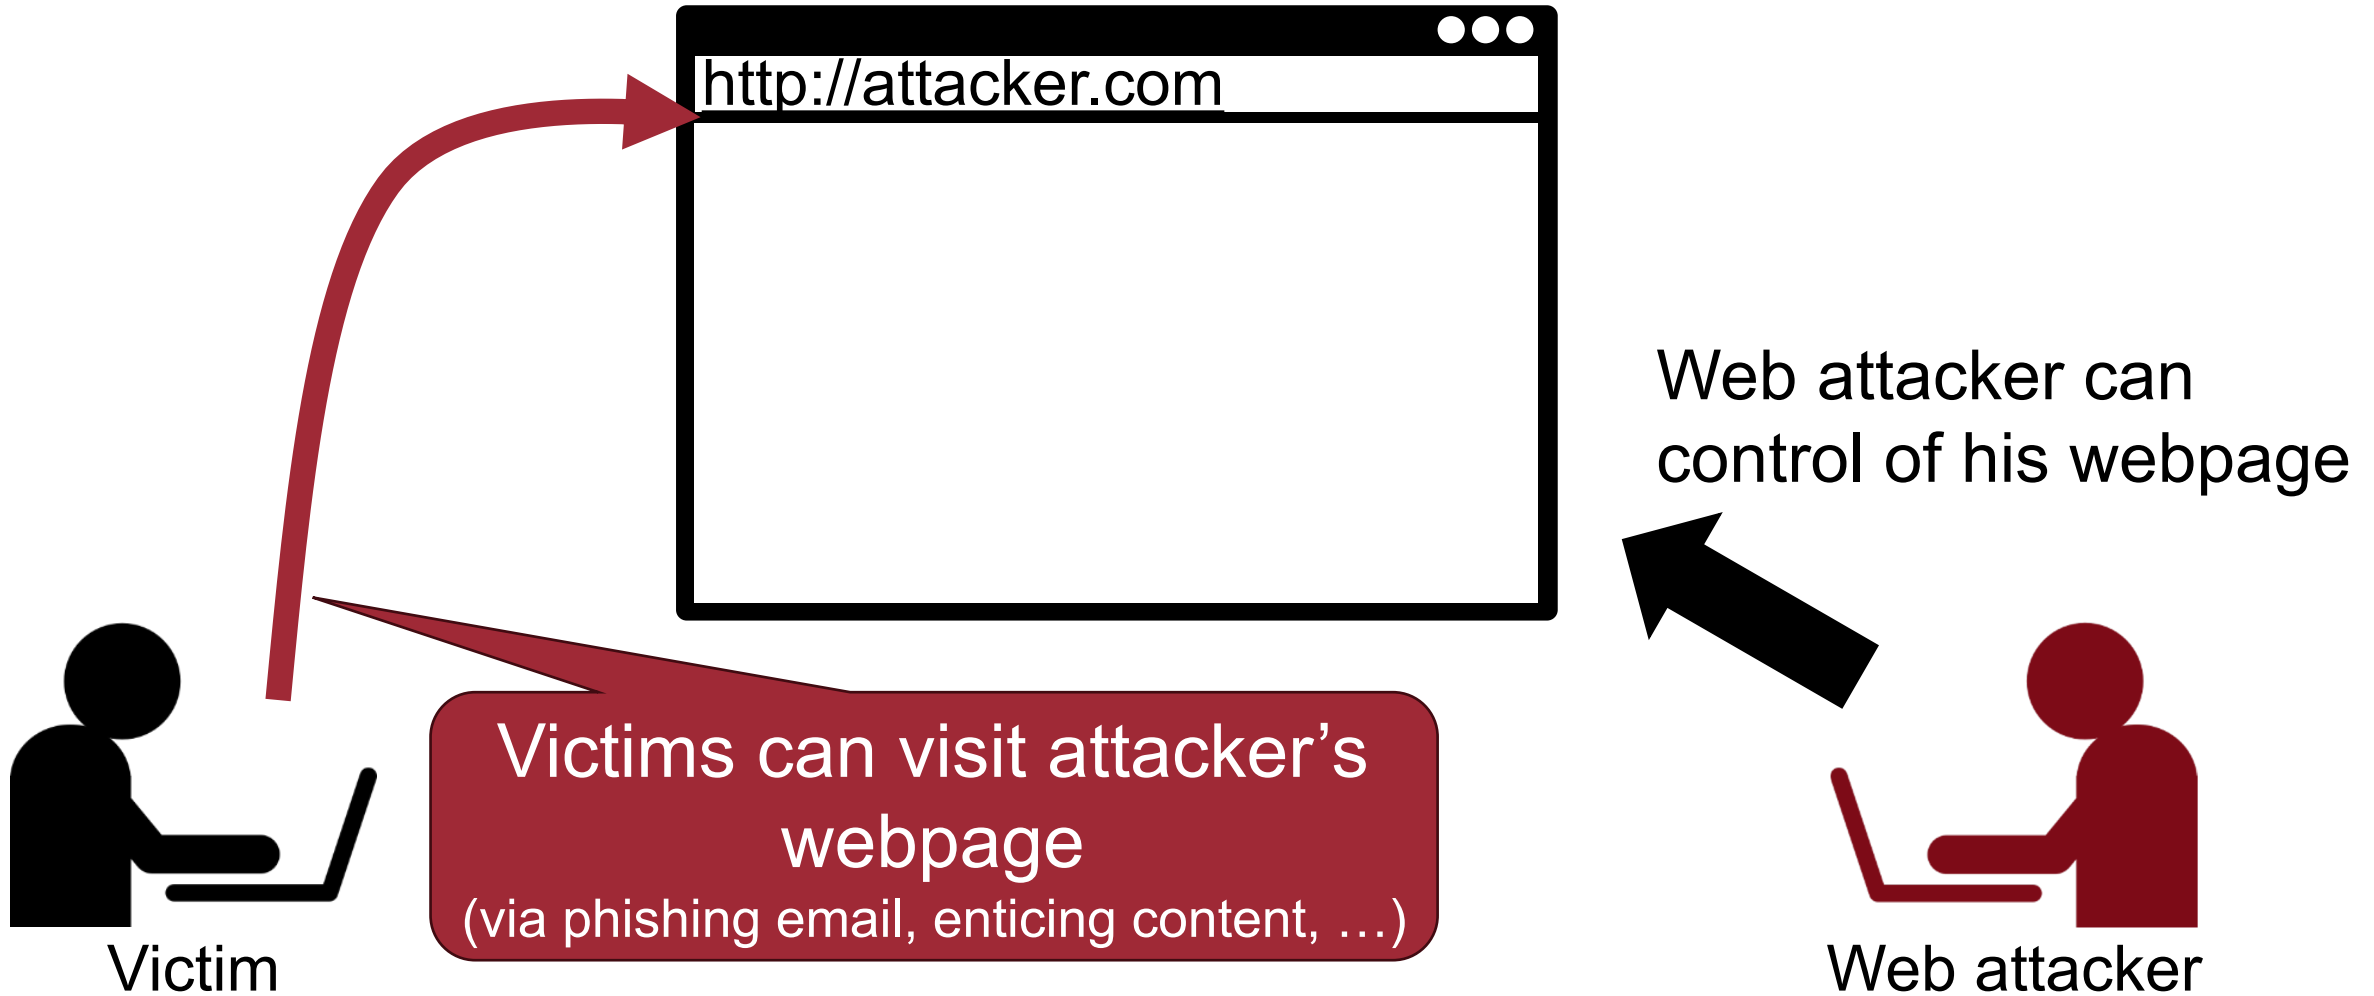 http://attacker.com
Web attacker can
control of his webpage
Victims can visit attacker’s
webpage
(via phishing email, enticing content, …)
Victim
Web attacker